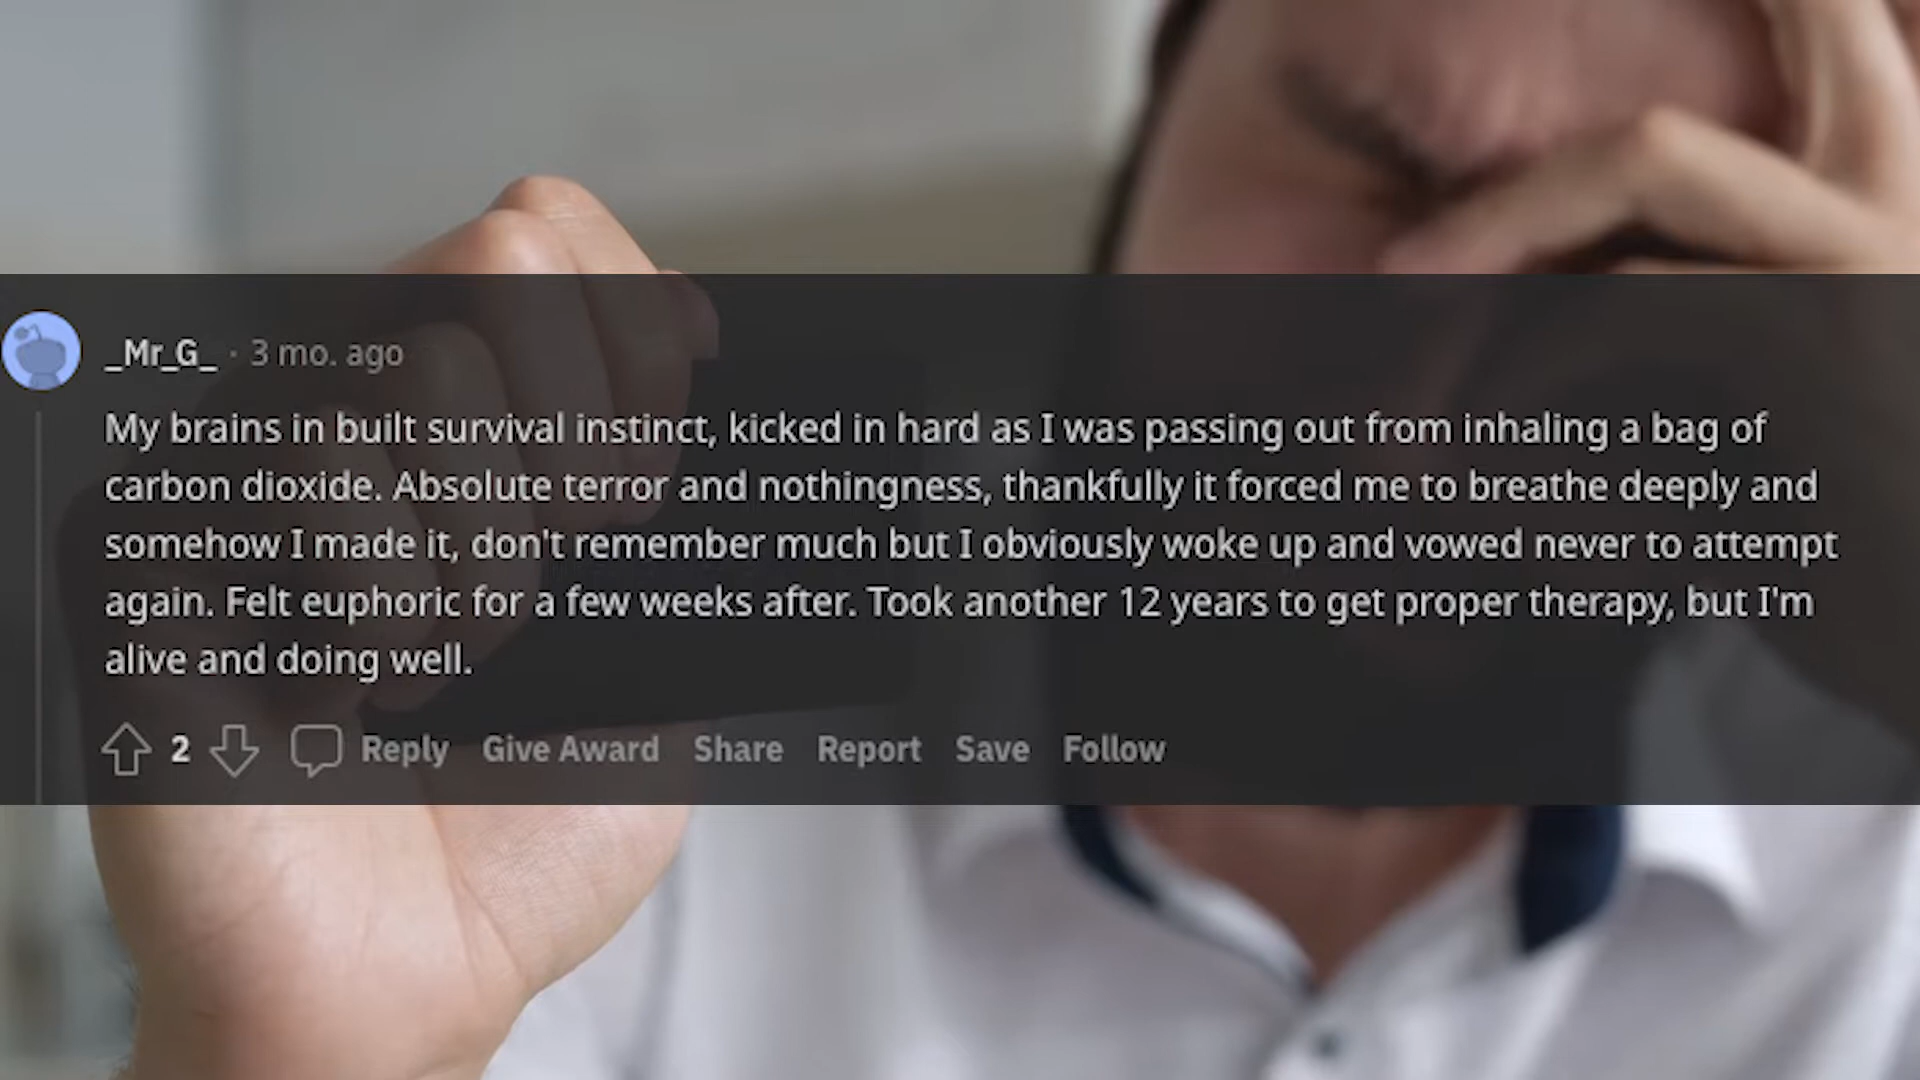 _Mr_G_ · 3 mo. ago
My brains in built survival instinct, kicked in hard as I was passing out from inhaling a bag of
carbon dioxide. Absolute terror and nothingness, thankfully it forced me to breathe deeply and
somehow I made it, don't remember much but I obviously woke up and vowed never to attempt
again. Felt euphoric for a few weeks after. Took another 12 years to get proper therapy, but I'm
alive and doing well.
2 Reply Give Award Share Report Save Follow